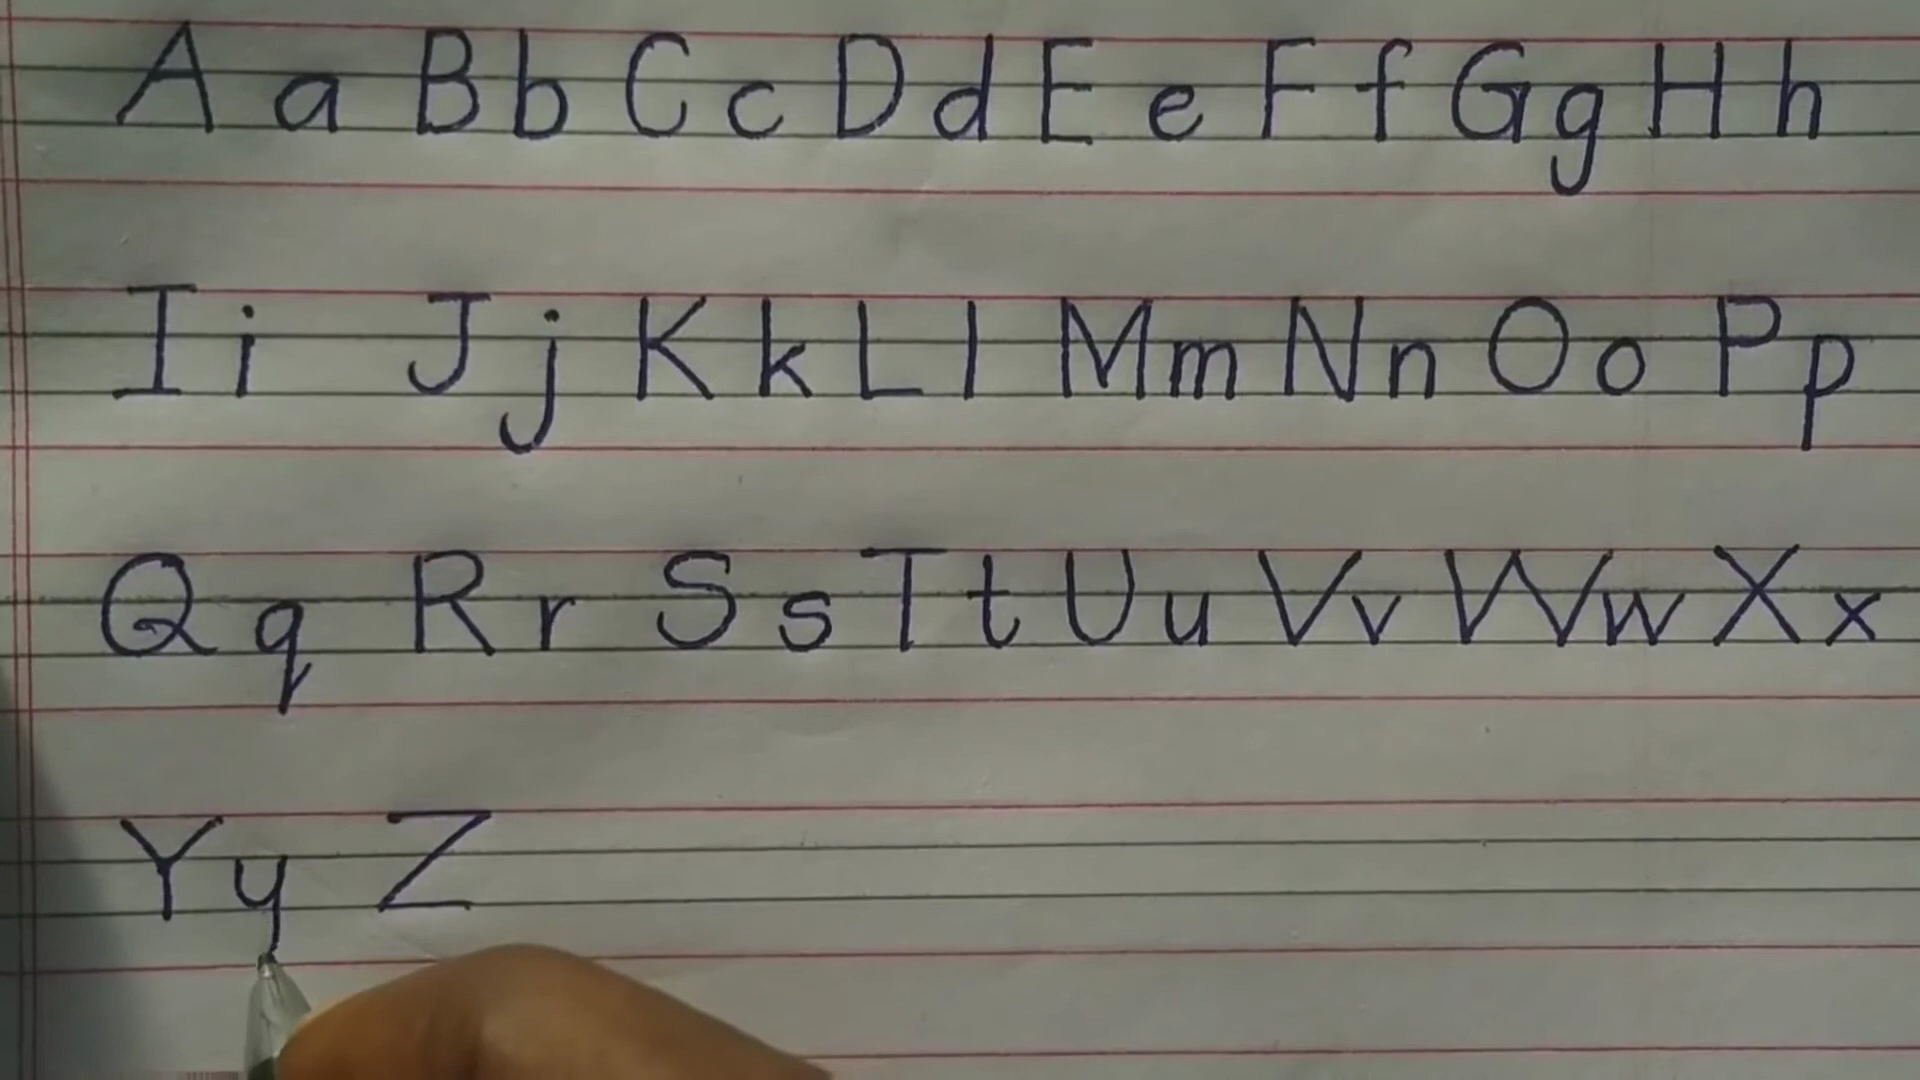 A a B b C c D d E e F f G g H h
I i J j K k L l M m N n O o P p
Q q R r S s T t U u V v W w X x
Y y Z